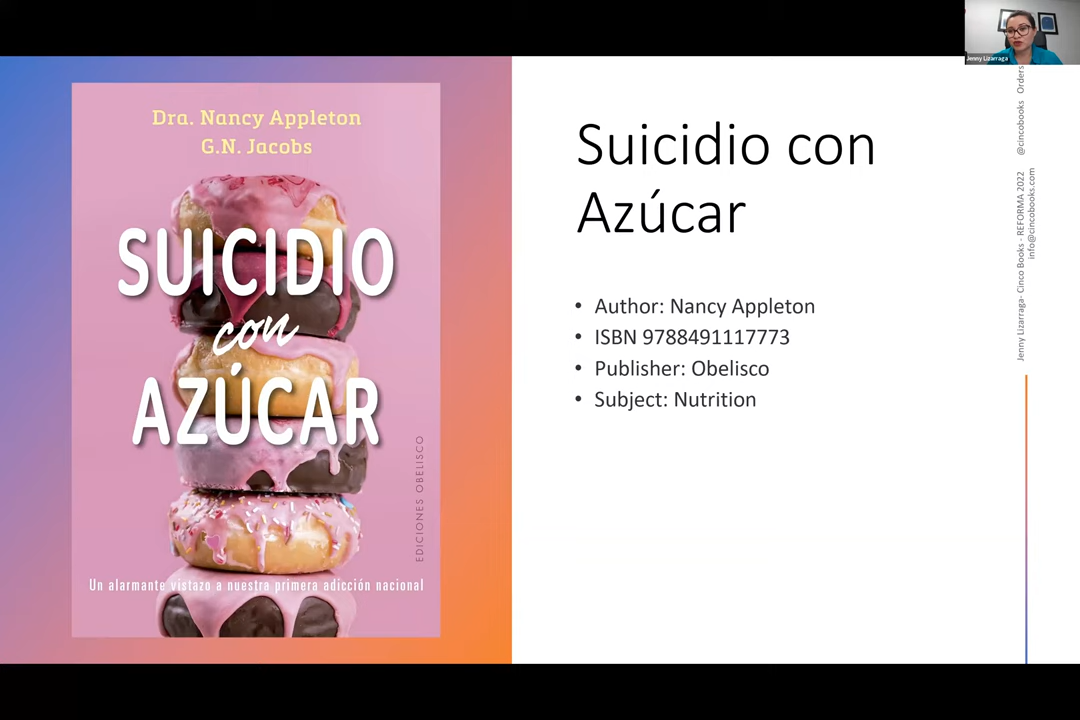 Jenny Lizarraga
Dra. Nancy Appleton
G.N. Jacobs
SUICIDIO
con
AZÚCAR
EDICIONES OBELISCO
Un alarmante vistazo a nuestra primera adicción nacional
Suicidio con
Azúcar
• Author: Nancy Appleton
• ISBN 9788491117773
• Publisher: Obelisco
• Subject: Nutrition
Jenny Lizarraga- Cinco Books - REFORMA 2022 @cincobooks Orders
info@cincobooks.com